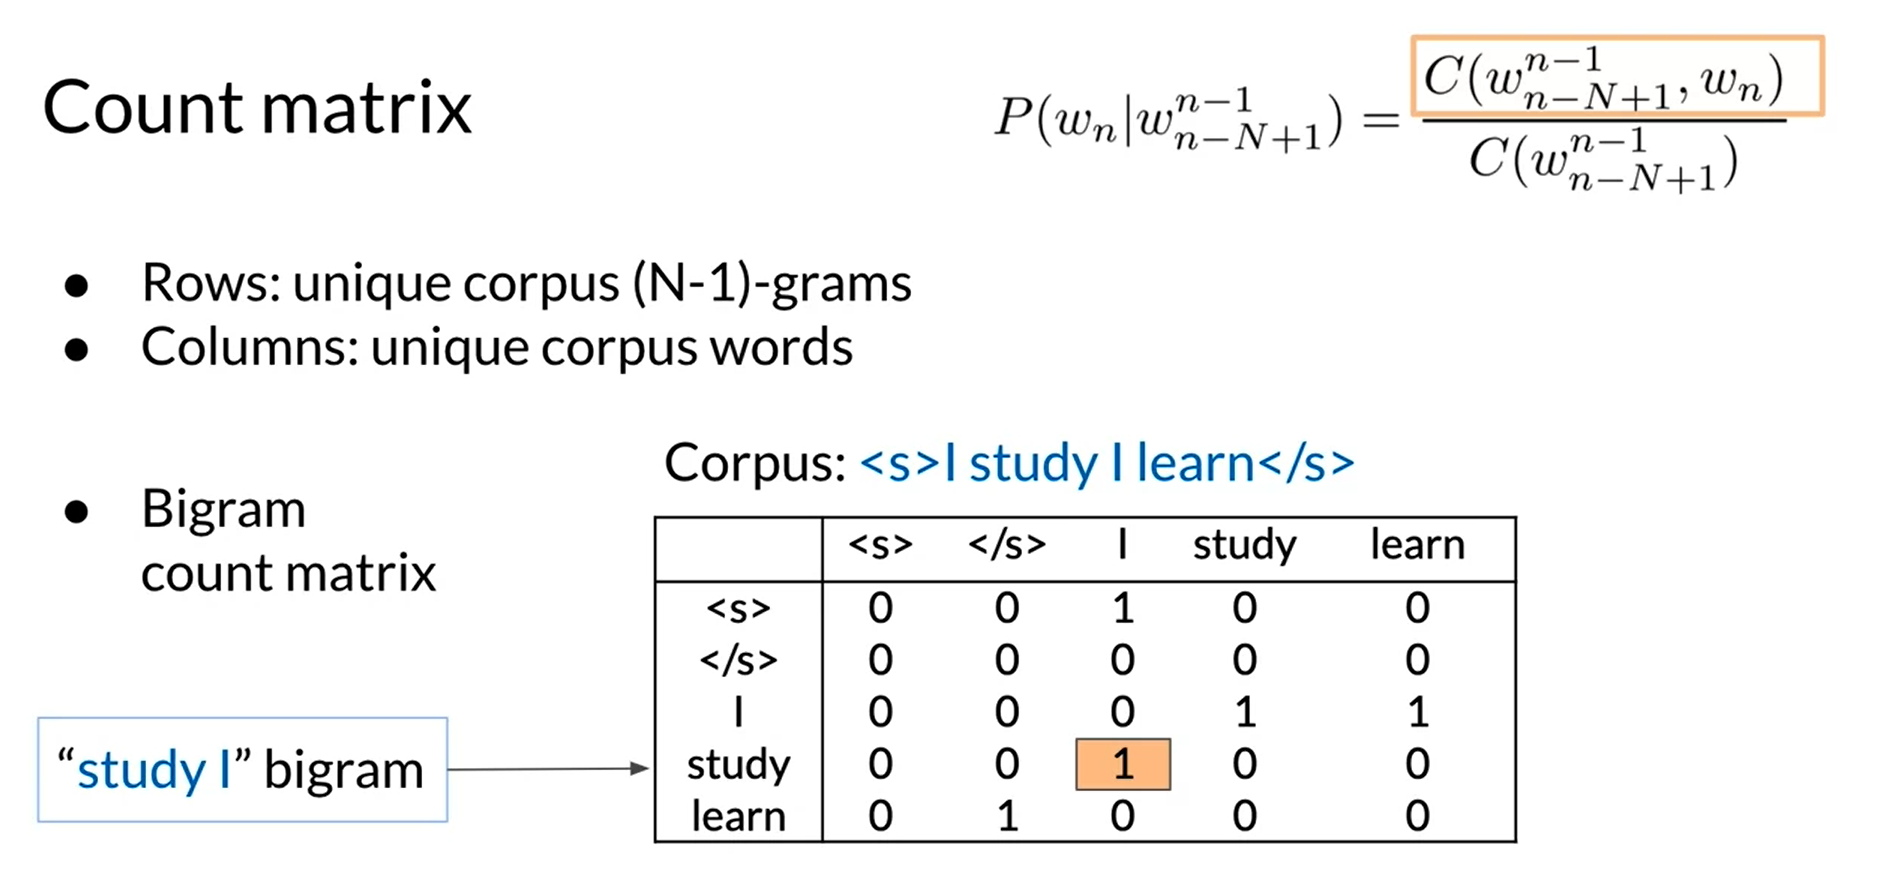 Count matrix
P(w_n|w_{n-N+1}^{n-1}) = \frac{C(w_{n-N+1}^{n-1}, w_n)}{C(w_{n-N+1}^{n-1})}
● Rows: unique corpus (N-1)-grams
● Columns: unique corpus words
● Bigram
count matrix
Corpus: <s>I study I learn</s>
<s> </s> I study learn
<s> 0 0 1 0 0
</s> 0 0 0 0 0
I 0 0 0 1 1
study 0 0 1 0 0
learn 0 1 0 0 0
“study I” bigram